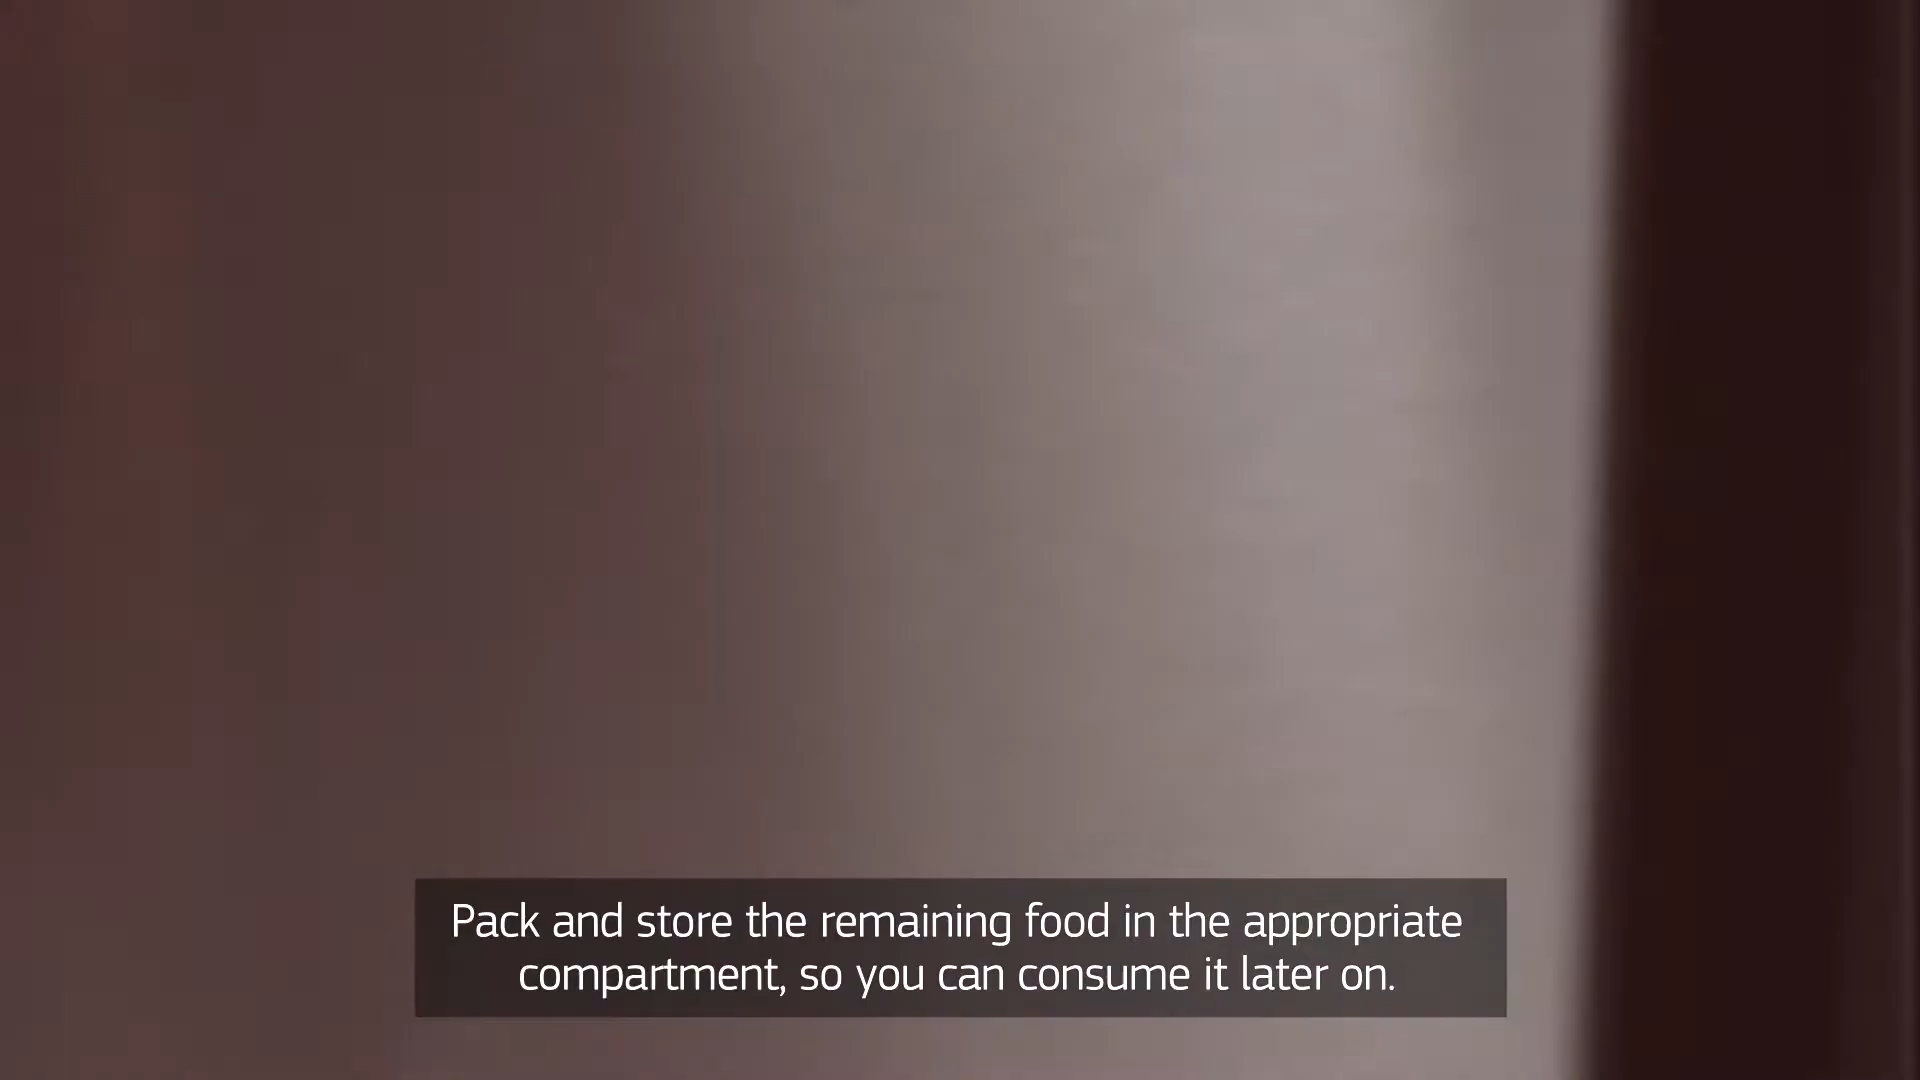 Pack and store the remaining food in the appropriate
compartment, so you can consume it later on.